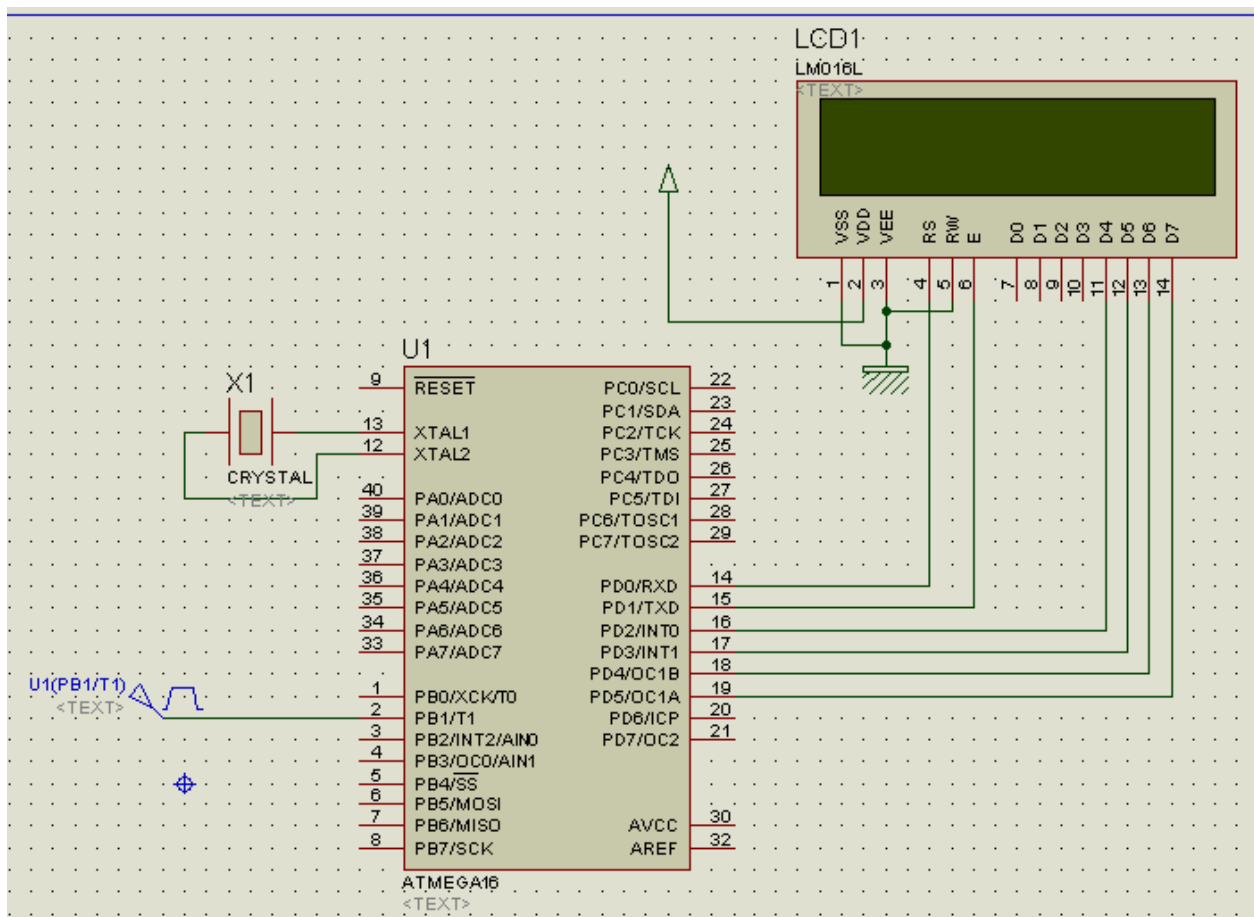 LCD1
LM016L
<TEXT>
VSS VDD VEE RS RW E D0 D1 D2 D3 D4 D5 D6 D7
1 2 3 4 5 6 7 8 9 10 11 12 13 14
U1
X1
CRYSTAL
<TEXT>
9 RESET PC0/SCL 22
PC1/SDA 23
13 XTAL1 PC2/TCK 24
12 XTAL2 PC3/TMS 25
PC4/TDO 26
40 PA0/ADC0 PC5/TDI 27
39 PA1/ADC1 PC6/TOSC1 28
38 PA2/ADC2 PC7/TOSC2 29
37 PA3/ADC3
36 PA4/ADC4 PD0/RXD 14
35 PA5/ADC5 PD1/TXD 15
34 PA6/ADC6 PD2/INT0 16
33 PA7/ADC7 PD3/INT1 17
PD4/OC1B 18
1 PB0/XCK/T0 PD5/OC1A 19
2 PB1/T1 PD6/ICP 20
3 PB2/INT2/AIN0 PD7/OC2 21
4 PB3/OC0/AIN1
5 PB4/SS
6 PB5/MOSI
7 PB6/MISO AVCC 30
8 PB7/SCK AREF 32
U1(PB1/T1)
<TEXT>
ATMEGA16
<TEXT>